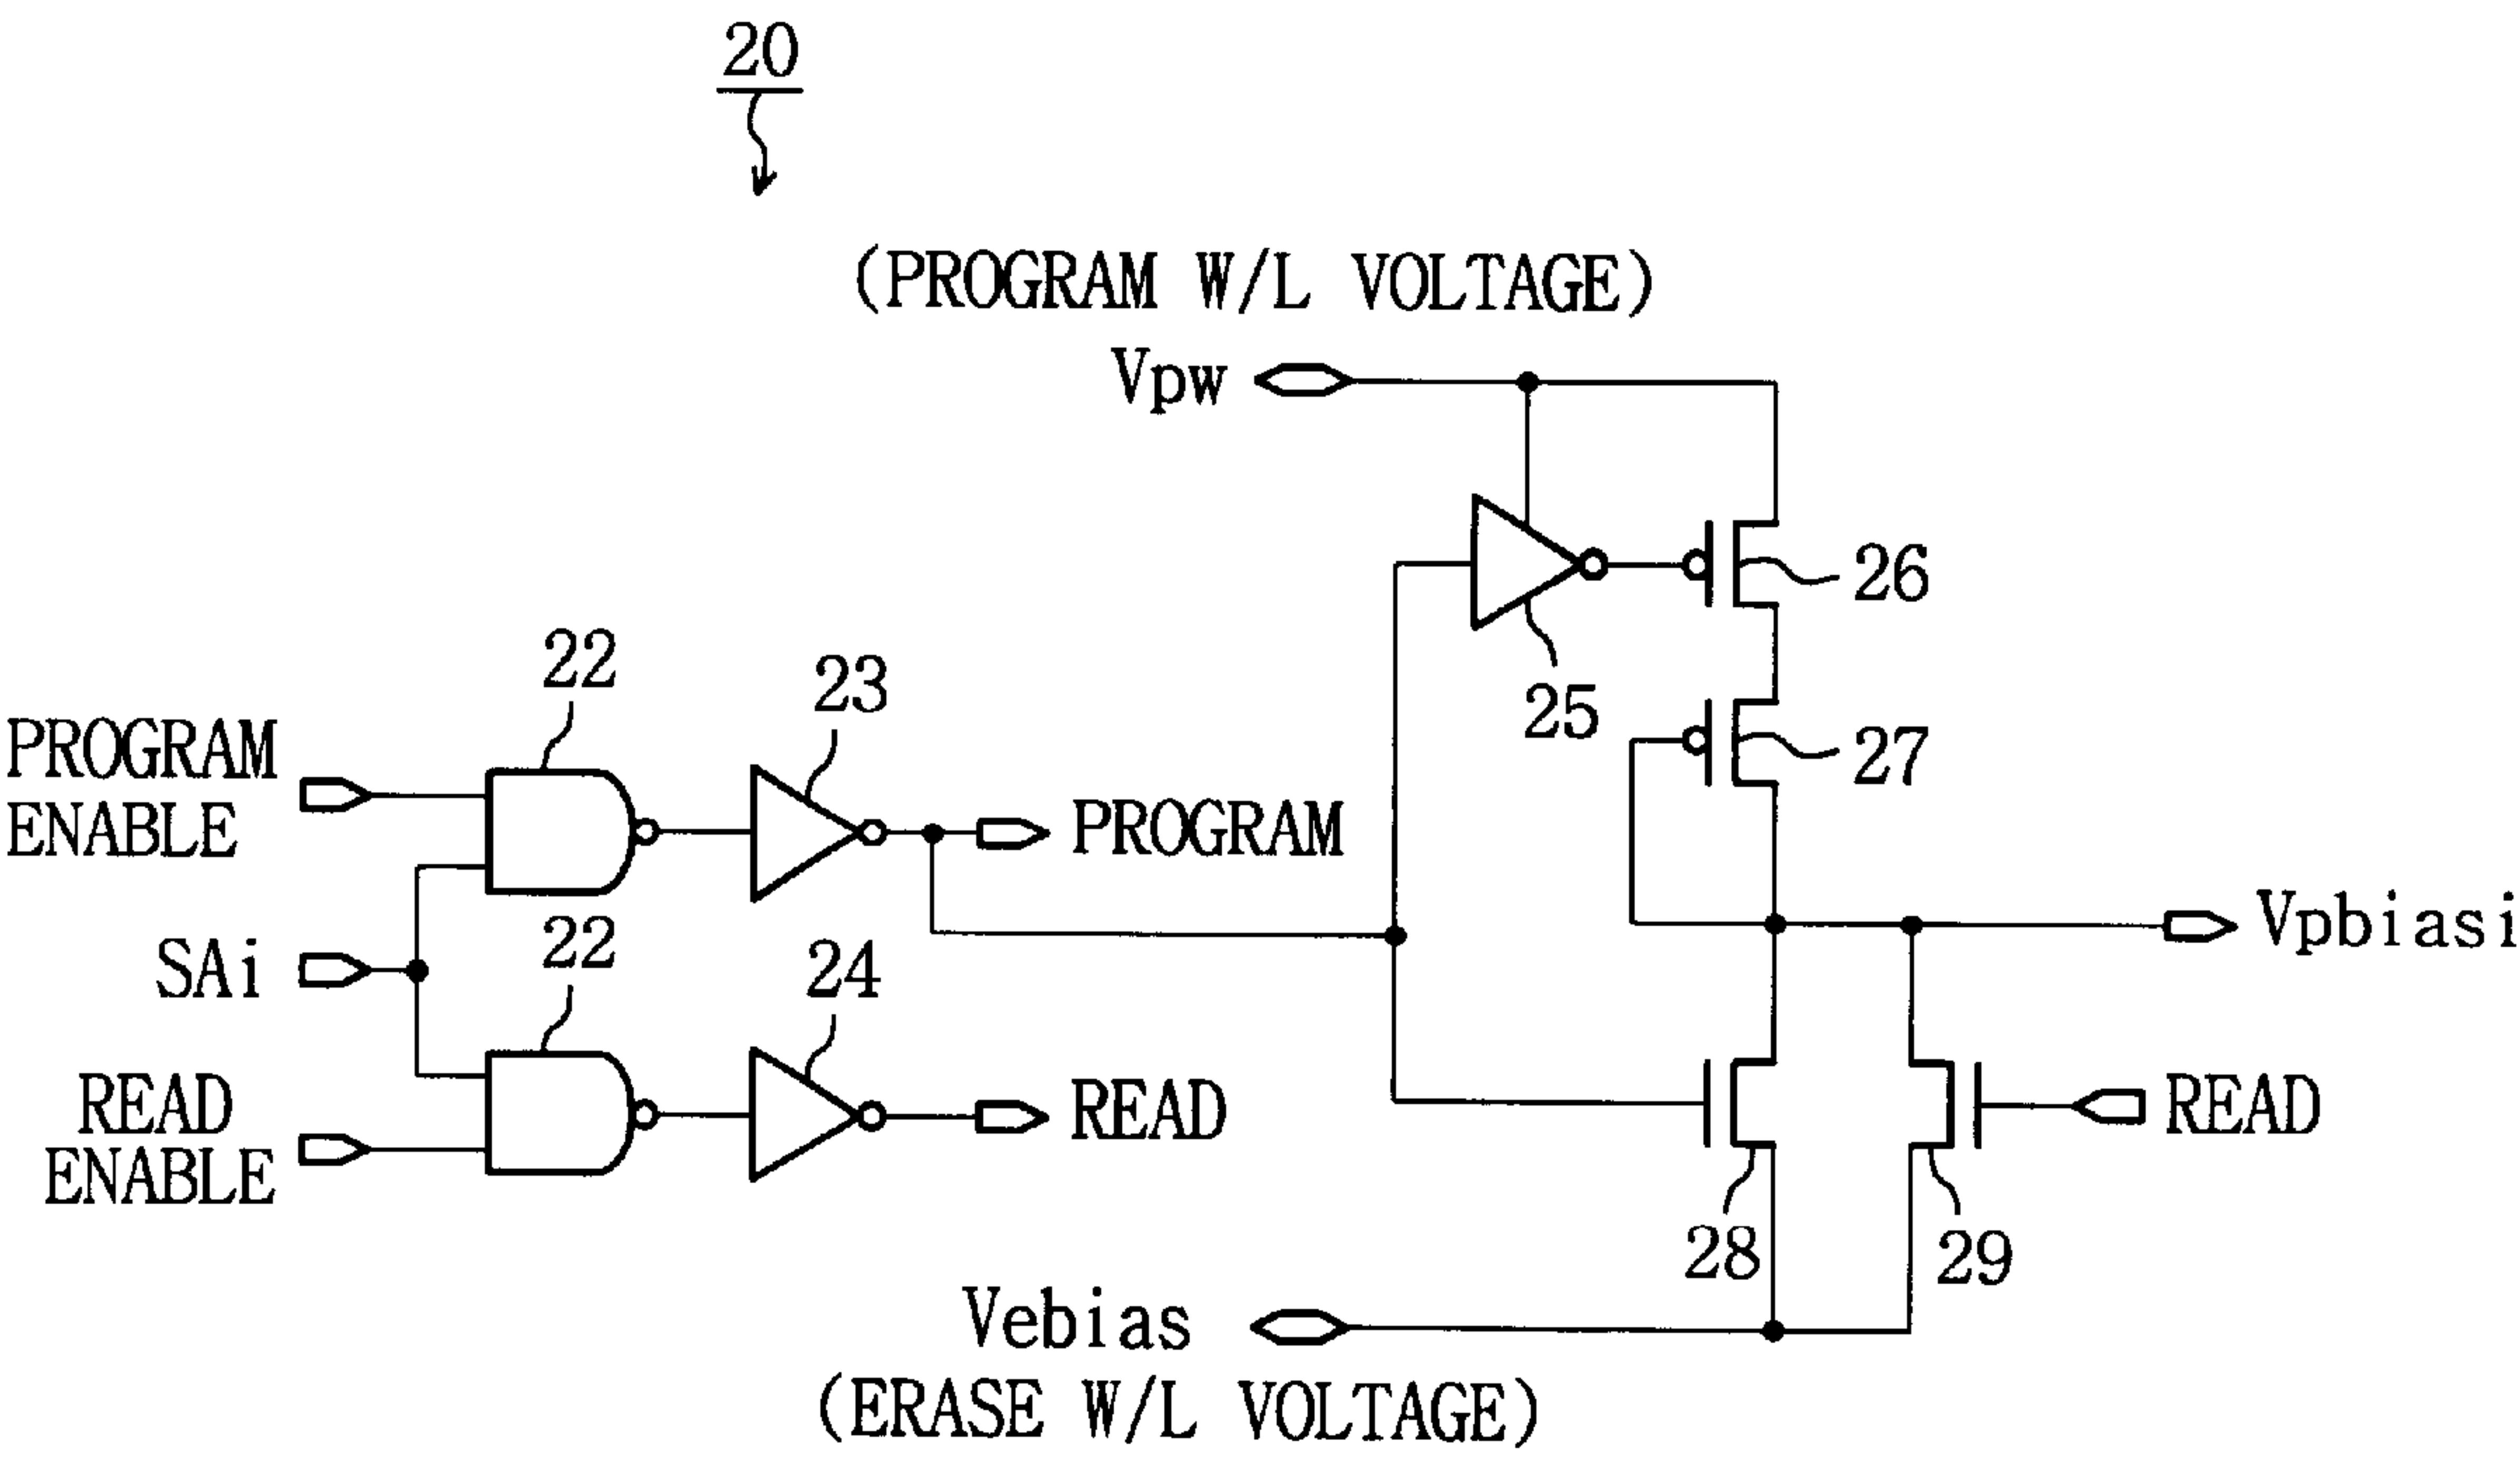 20
(PROGRAM W/L VOLTAGE)
Vpw
26
25
27
22
23
PROGRAM
ENABLE
PROGRAM
SAi
22
24
Vpbiasi
READ
ENABLE
READ
READ
28
29
Vebias
(ERASE W/L VOLTAGE)